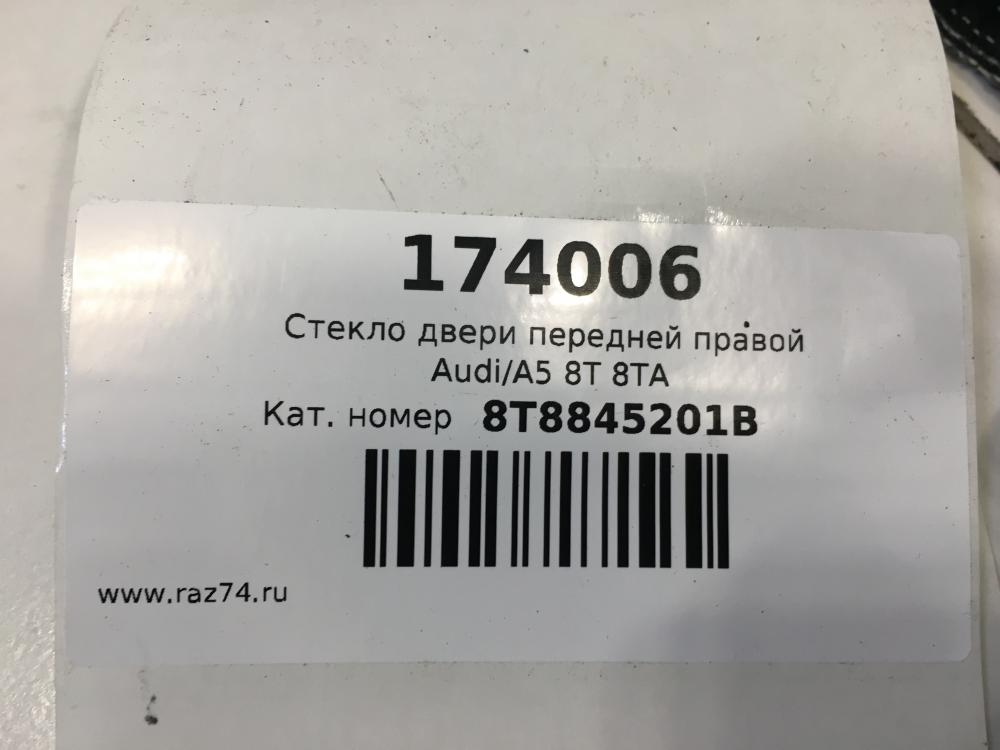 174006
Стекло двери передней правой
Audi/A5 8T 8TA
Кат. номер 8T8845201B
www.raz74.ru